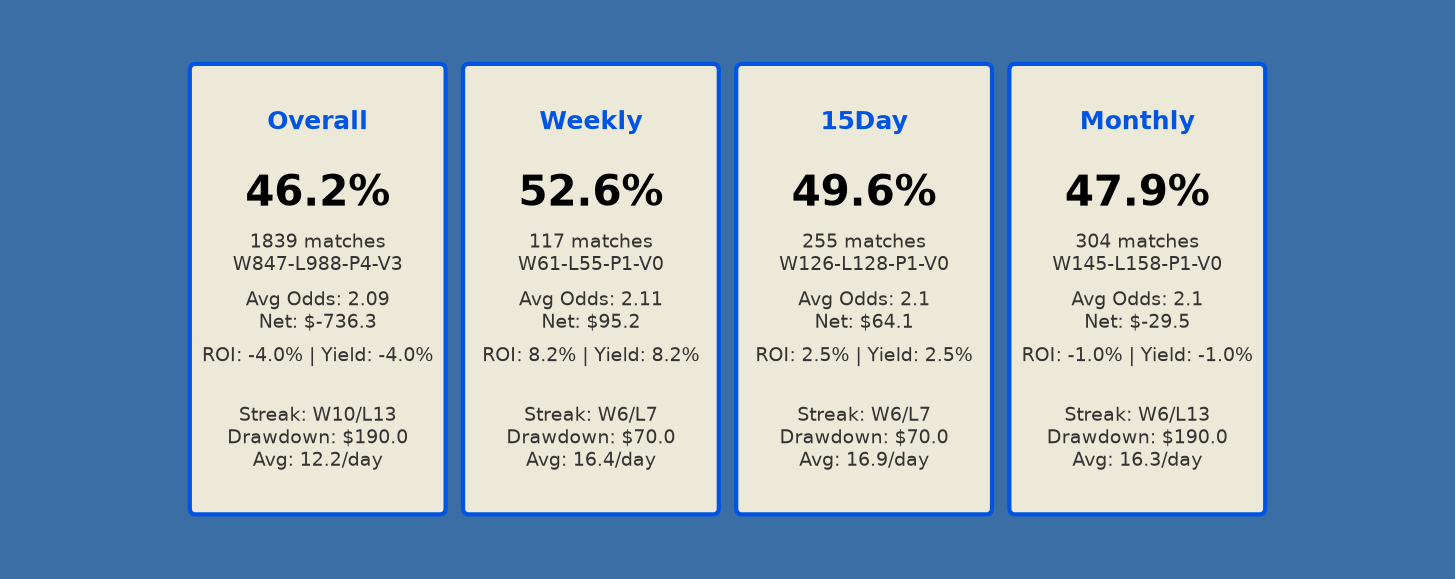 Overall
46.2%
1839 matches
W847-L988-P4-V3
Avg Odds: 2.09
Net: $-736.3
ROI: -4.0% | Yield: -4.0%
Streak: W10/L13
Drawdown: $190.0
Avg: 12.2/day
Weekly
52.6%
117 matches
W61-L55-P1-V0
Avg Odds: 2.11
Net: $95.2
ROI: 8.2% | Yield: 8.2%
Streak: W6/L7
Drawdown: $70.0
Avg: 16.4/day
15Day
49.6%
255 matches
W126-L128-P1-V0
Avg Odds: 2.1
Net: $64.1
ROI: 2.5% | Yield: 2.5%
Streak: W6/L7
Drawdown: $70.0
Avg: 16.9/day
Monthly
47.9%
304 matches
W145-L158-P1-V0
Avg Odds: 2.1
Net: $-29.5
ROI: -1.0% | Yield: -1.0%
Streak: W6/L13
Drawdown: $190.0
Avg: 16.3/day